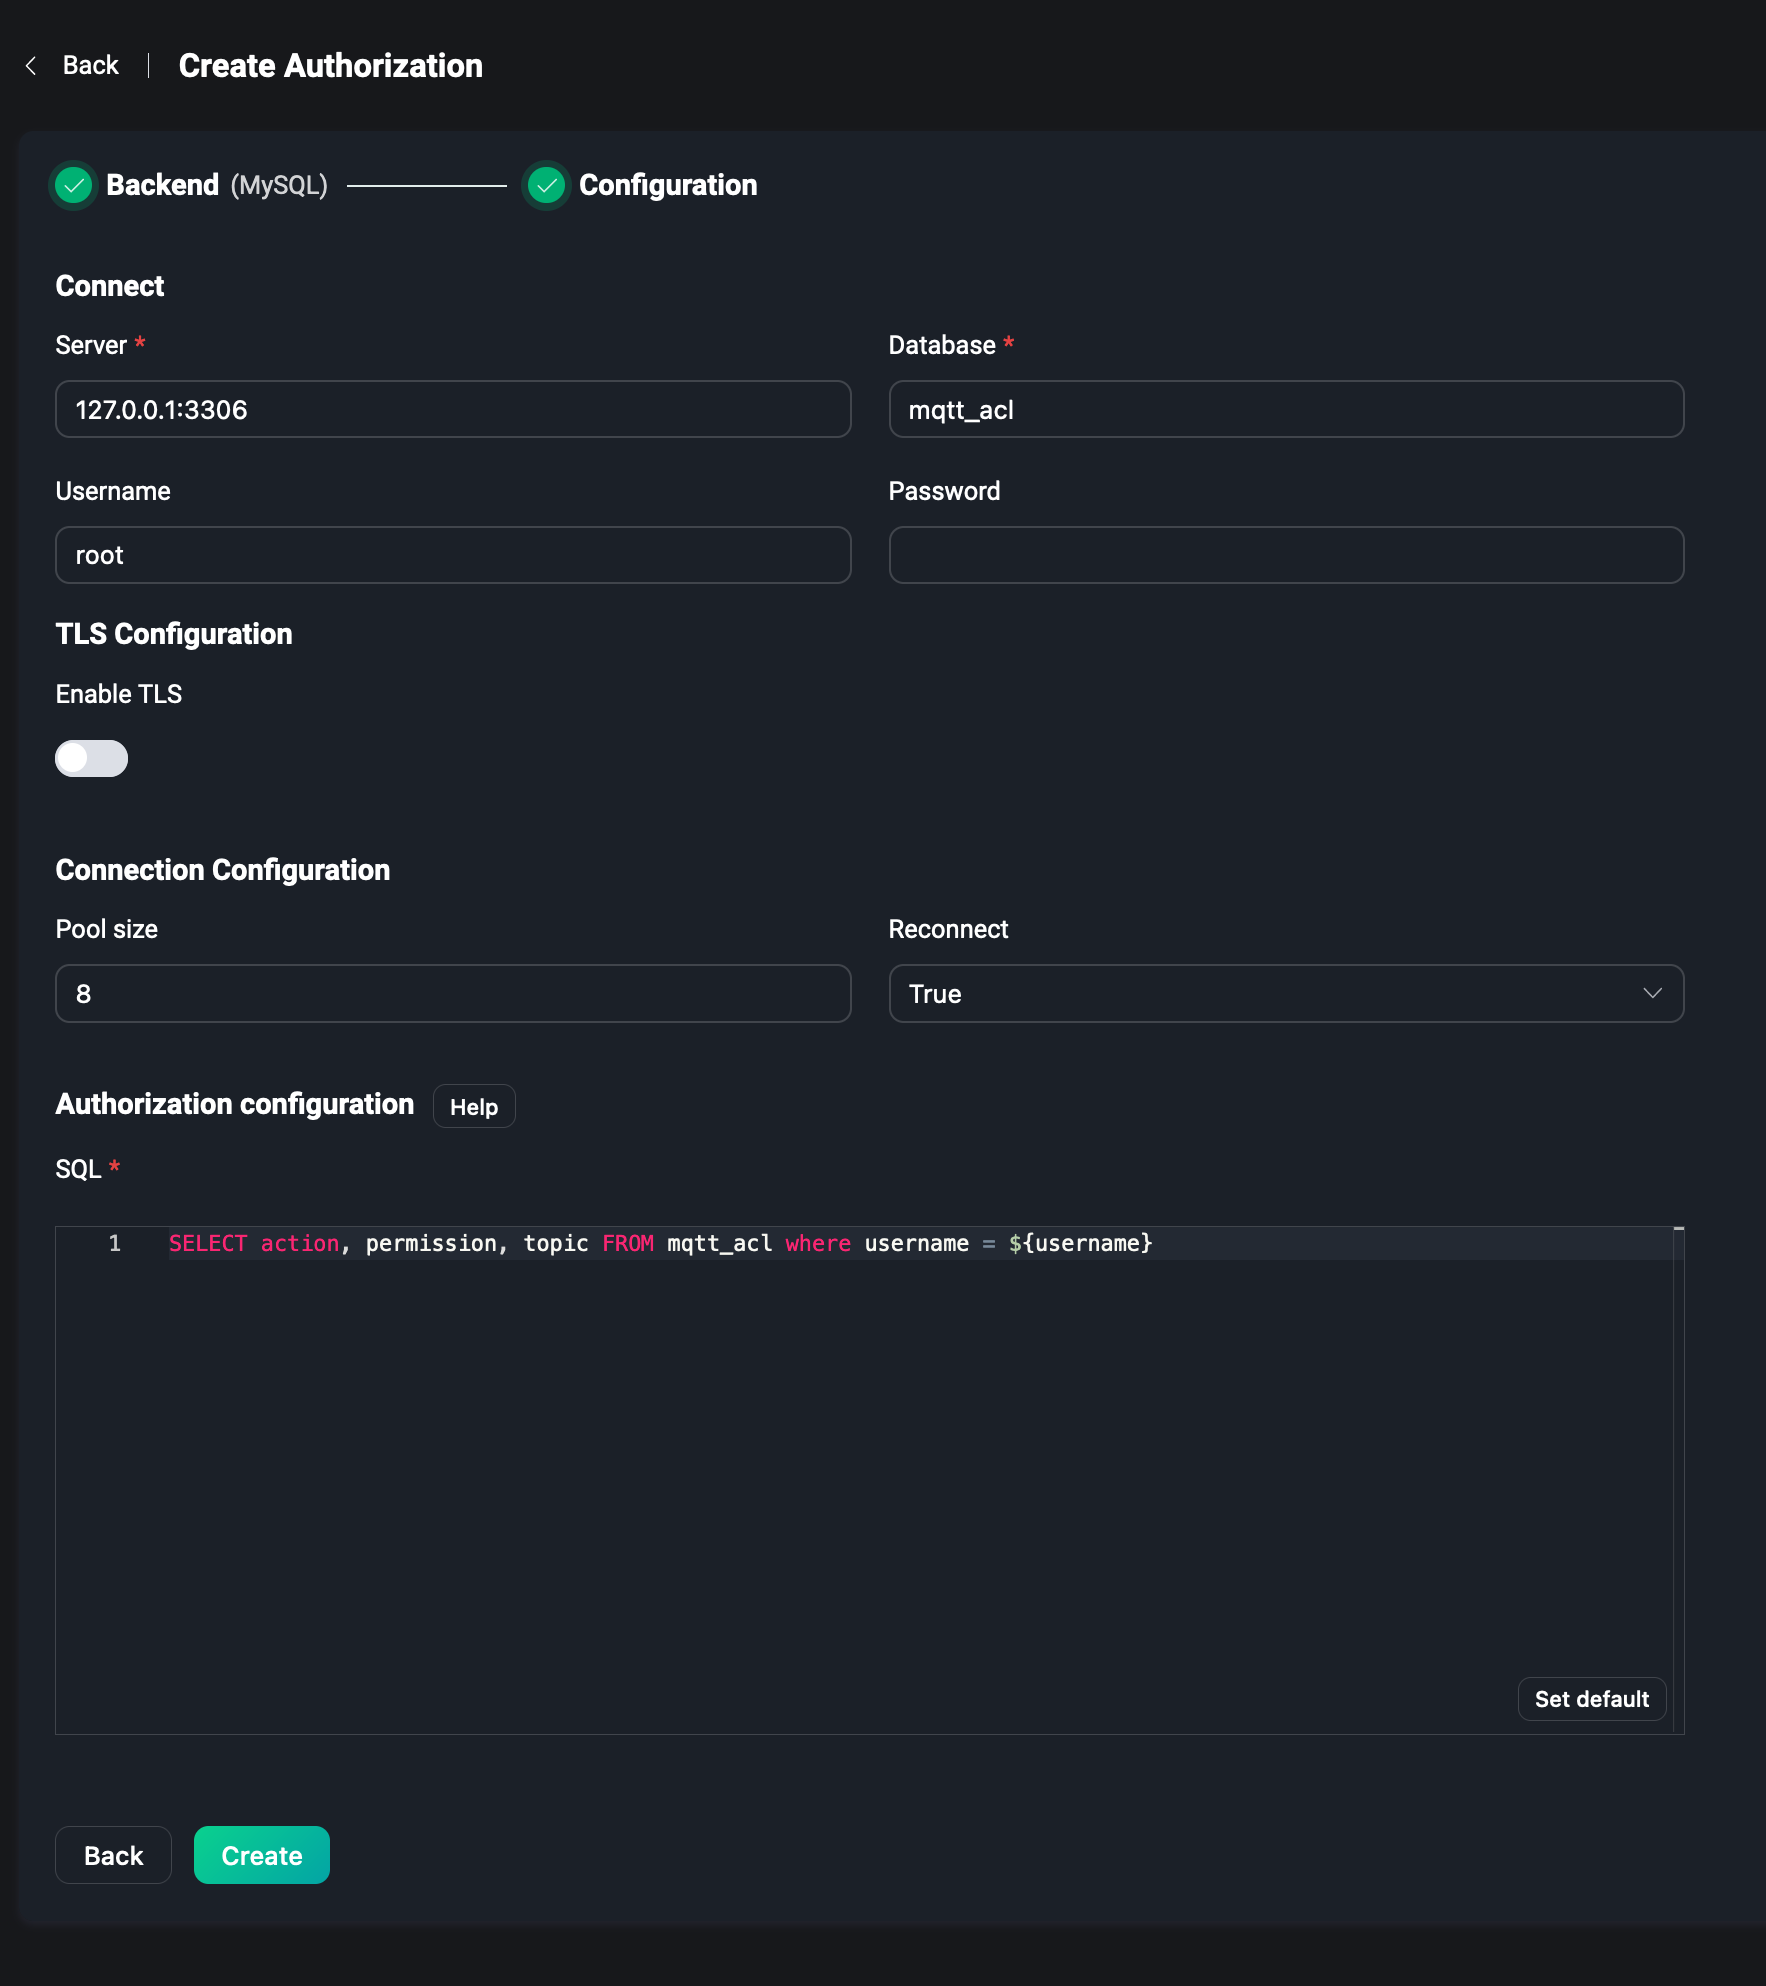 Back | Create Authorization
Backend (MySQL) Configuration
Connect
Server * Database *
127.0.0.1:3306 mqtt_acl
Username Password
root
TLS Configuration
Enable TLS
Connection Configuration
Pool size Reconnect
8 True
Authorization configuration Help
SQL *
1 SELECT action, permission, topic FROM mqtt_acl where username = ${username}
Set default
Back Create